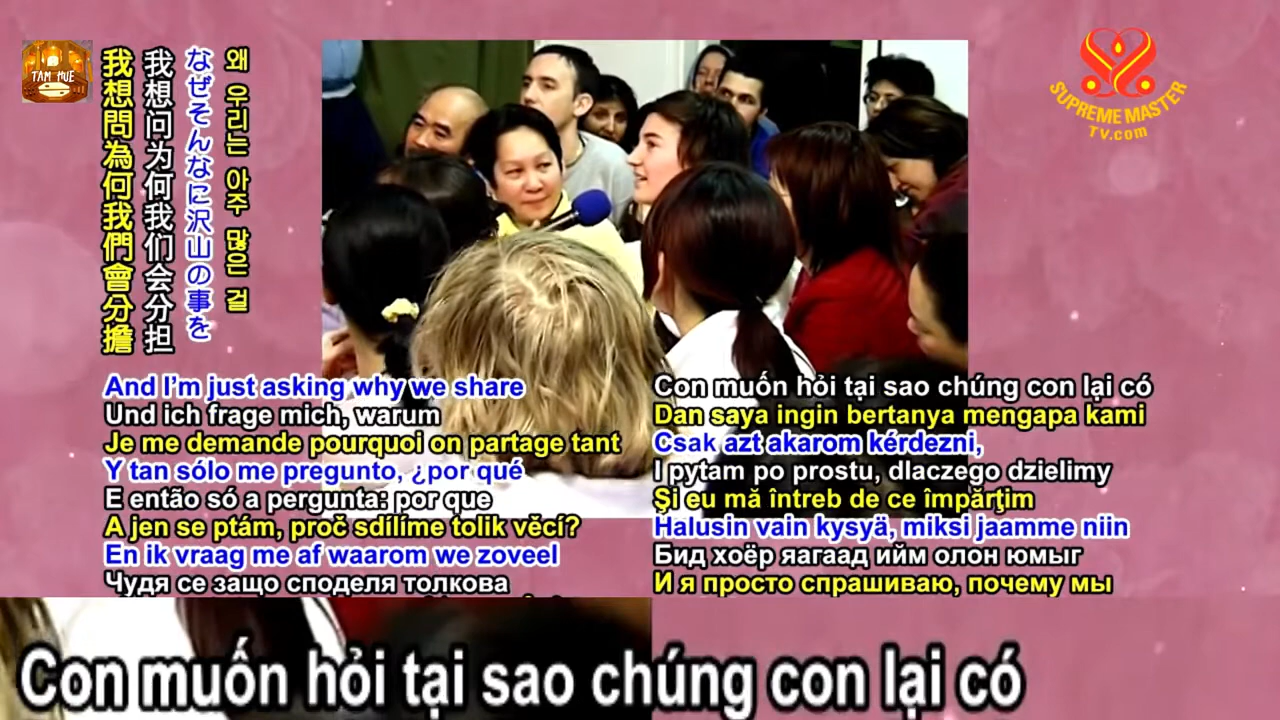 TAM HUE
我想問為何我們會分擔
我想问为何我们会分担
なぜそんなに沢山の事を
왜 우리는 아주 많은 걸
SUPREME MASTER
TV.com
And I'm just asking why we share
Und ich frage mich, warum
Je me demande pourquoi on partage tant
Y tan sólo me pregunto, ¿por qué
E então só a pergunta: por que
A jen se ptám, proč sdílíme tolik věcí?
En ik vraag me af waarom we zoveel
Чудя се защо споделя толкова
Con muốn hỏi tại sao chúng con lại có
Dan saya ingin bertanya mengapa kami
Csak azt akarom kérdezni,
I pytam po prostu, dlaczego dzielimy
Şi eu mă întreb de ce împărţim
Halusin vain kysyä, miksi jaamme niin
Бид хоёр яагаад ийм олон юмыг
И я просто спрашиваю, почему мы
Con muốn hỏi tại sao chúng con lại có